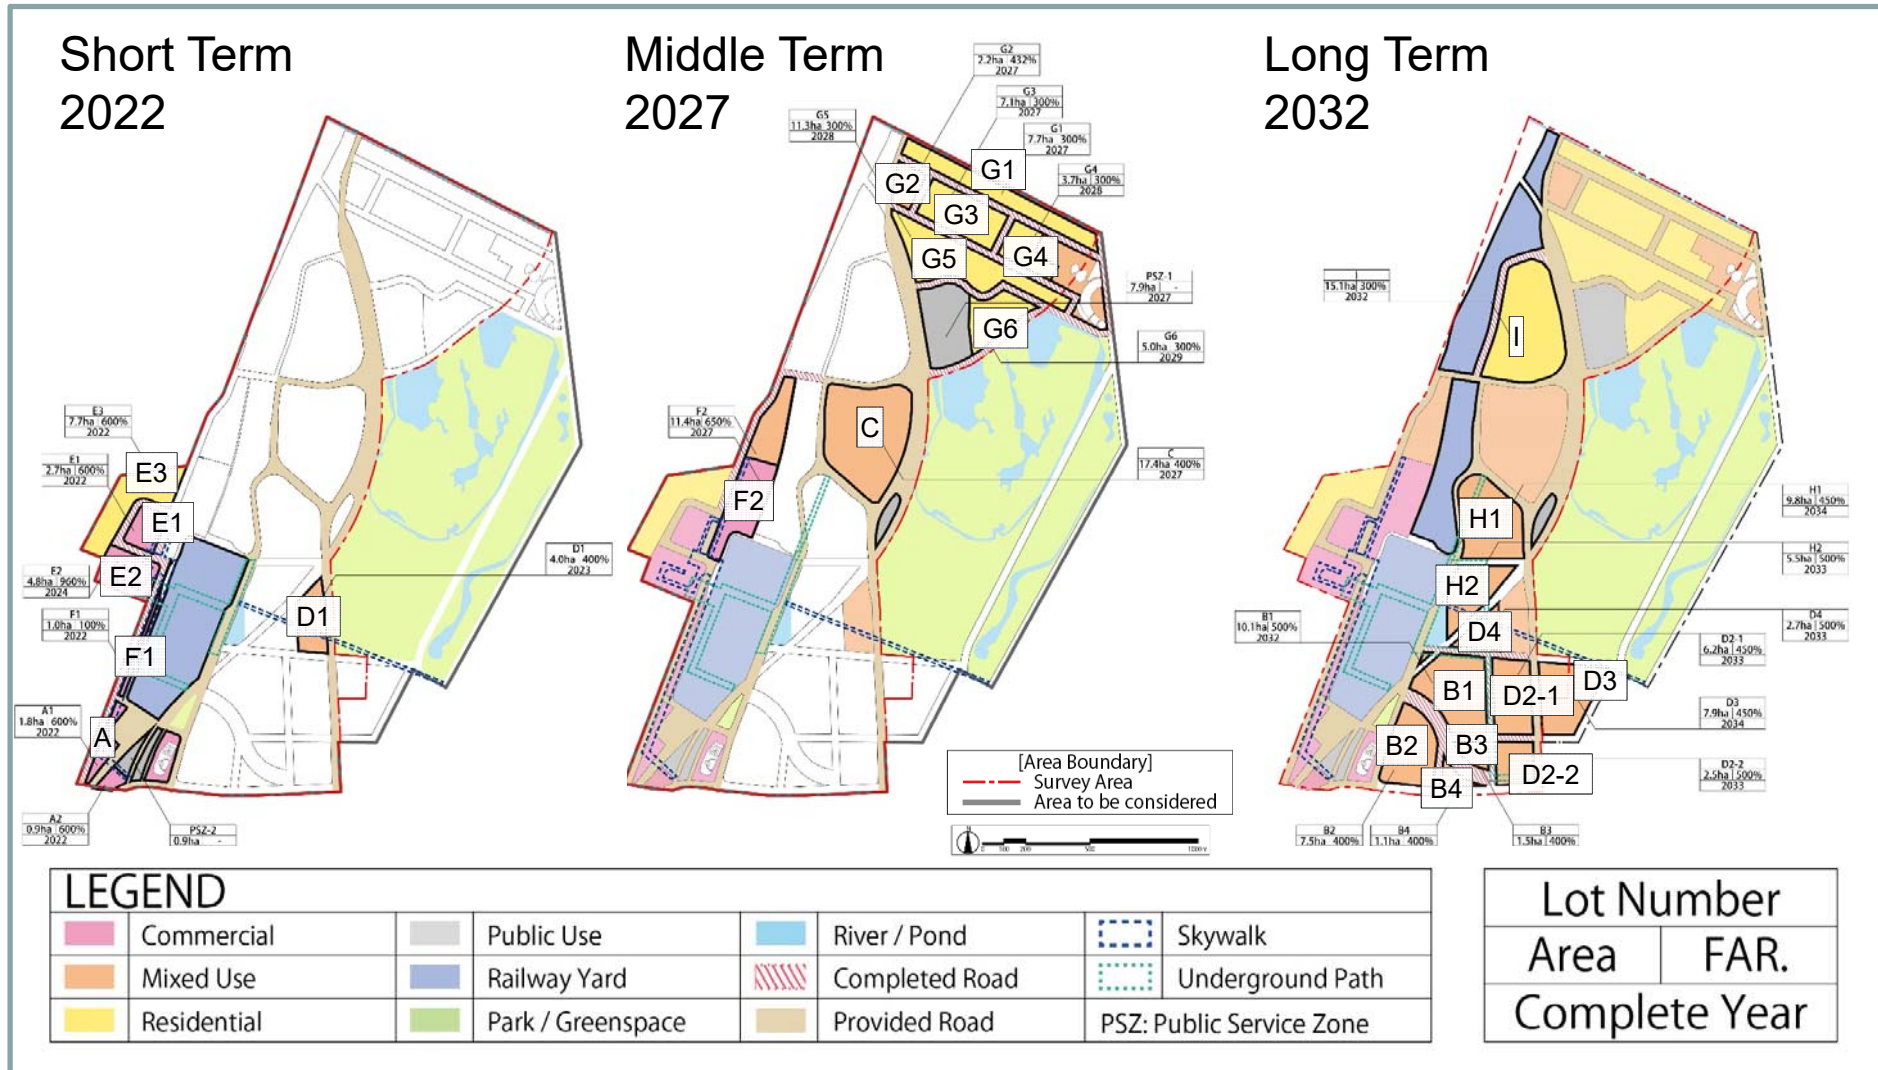 Short Term
2022
E3
7.7ha 600%
2022
E1
2.7ha 600%
2022
E2
4.8ha 960%
2024
F1
1.0ha 100%
2022
A1
1.8ha 600%
2022
A2
0.9ha 600%
2022
PSZ-2
0.9ha -
D1
4.0ha 400%
2023
E3
E1
E2
F1
D1
A
Middle Term
2027
G2
2.2ha 432%
2027
G3
7.1ha 300%
2027
G5
11.3ha 300%
2028
G1
7.7ha 300%
2027
G4
3.7ha 300%
2028
PSZ-1
7.9ha -
2027
G6
5.0ha 300%
2029
F2
11.4ha 650%
2027
C
17.4ha 400%
2027
G1
G2
G3
G4
G5
G6
C
F2
[Area Boundary]
Survey Area
Area to be considered
N
0 100 200 500 1000
Long Term
2032
I
15.1ha 300%
2032
H1
9.8ha 450%
2034
H2
5.5ha 500%
2033
B1
10.1ha 500%
2032
D4
2.7ha 500%
2033
D2-1
6.2ha 450%
2033
D3
7.9ha 450%
2034
D2-2
2.5ha 500%
2033
B2
7.5ha 400%
B4
1.1ha 400%
B3
1.5ha 400%
I
H1
H2
D4
B1
D2-1
D3
B2
B3
B4
D2-2
LEGEND
Commercial
Public Use
River / Pond
Skywalk
Mixed Use
Railway Yard
Completed Road
Underground Path
Residential
Park / Greenspace
Provided Road
PSZ: Public Service Zone
Lot Number
Area FAR.
Complete Year